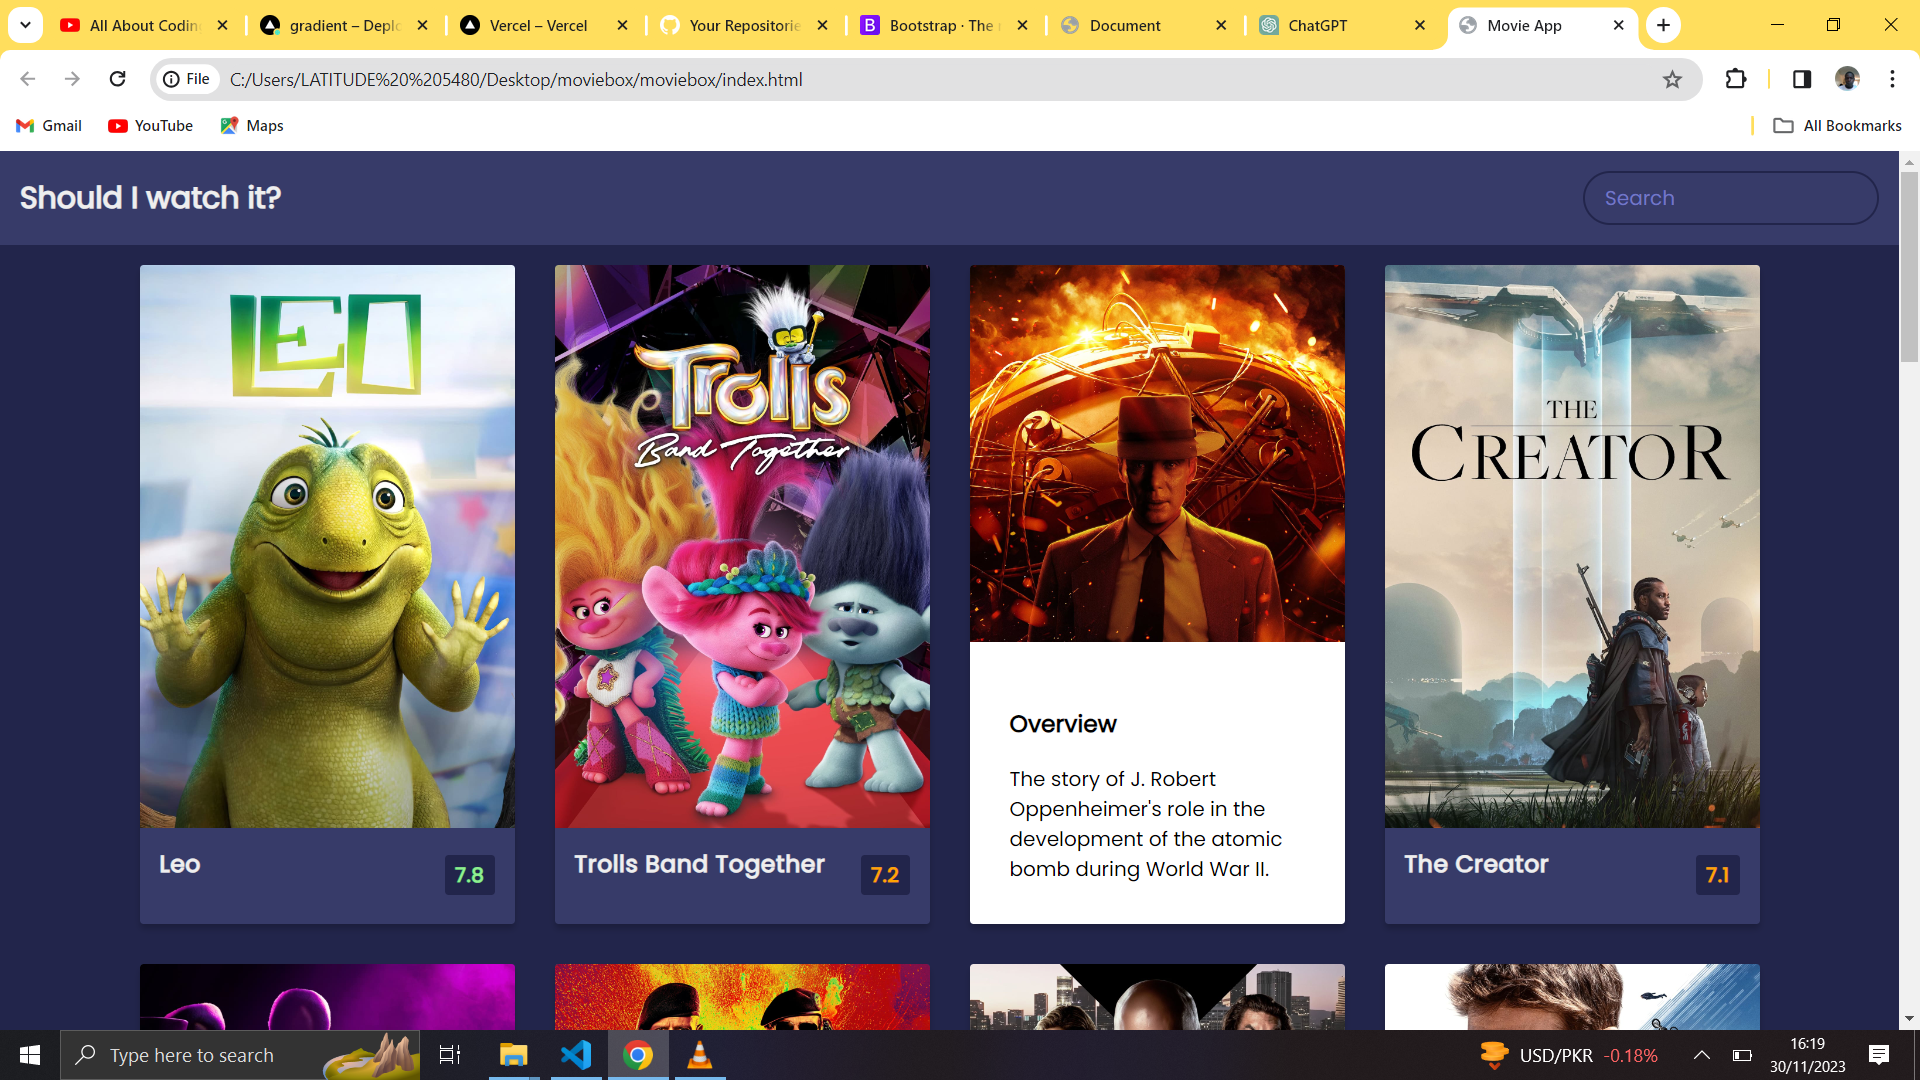 All About Coding
gradient – Deplo
Vercel – Vercel
Your Repositorie
Bootstrap · The
Document
ChatGPT
Movie App
File
C:/Users/LATITUDE%20%205480/Desktop/moviebox/moviebox/index.html
Gmail
YouTube
Maps
All Bookmarks
Should I watch it?
Search
LEO
Trolls
Band Together
THE
CREATOR
Overview
The story of J. Robert
Oppenheimer's role in the
development of the atomic
bomb during World War II.
Leo
7.8
Trolls Band Together
7.2
The Creator
7.1
Type here to search
USD/PKR -0.18%
16:19
30/11/2023